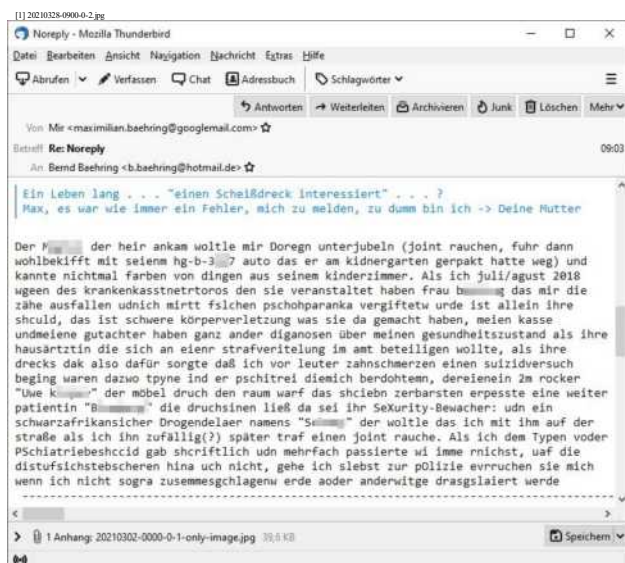 [1] 20210328-0900-0-2.jpg
Noreply - Mozilla Thunderbird
Datei Bearbeiten Ansicht Navigation Nachricht Extras Hilfe
Abrufen Verfassen Chat Adressbuch Schlagwörter
Antworten Weiterleiten Archivieren Junk Löschen Mehr
Von Mir <maximilian.baehring@googlemail.com>
Betreff Re: Noreply 09:03
An Bernd Baehring <b.baehring@hotmail.de>
Ein Leben lang . . . "einen Scheißdreck interessiert" . . . ?
Max, es war wie immer ein Fehler, mich zu melden, zu dumm bin ich -> Deine Mutter
Der der heir ankam woltle mir Doregn unterjubeln (joint rauchen, fuhr dann
wohlbekifft mit seienm hg-b-3 7 auto das er am kidnergarten gerpakt hatte weg) und
kannte nichtmal farben von dingen aus seinem kinderzimmer. Als ich juli/agust 2018
wgeen des krankenkasstnetrtoros den sie veranstaltet haben frau das mir die
zähe ausfallen udnich mirtt fslchen pschohparanka vergiftetw urde ist allein ihre
shculd, das ist schwere körperverletzung was sie da gemacht haben, meien kasse
undmeiene gutachter haben ganz ander diganosen über meinen gesundheitszustand als ihre
hausärtztin die sich an eienr strafveritelung im amt beteiligen wollte, als ihre
drecks dak also dafür sorgte daß ich vor leuter zahnschmerzen einen suizidversuch
beging waren dazwo tpyne ind er pschitrei diemich berdohtemn, dereienein 2m rocker
"Uwe der möbel druch den raum warf das shciebn zerbarsten erpesste eine weiter
patientin die druchsinen ließ da sei ihr SeXurity-Bewacher: udn ein
schwarzafrikansicher Drogendelaer namens der woltle das ich mit ihm auf der
straße als ich ihn zufällig(?) später traf einen joint rauche. Als ich dem Typen voder
PSchiatriebeshccid gab shcriftlich udn mehrfach passierte wi imme rnichst, uaf die
distufsichstebscheren hina uch nicht, gehe ich slebst zur pOlizie evrruchen sie mich
wenn ich nicht sogra zusemmesgchlagenw erde aoder anderwitge drasgslaiert werde
1 Anhang: 20210302-0000-0-1-only-image.jpg 39,6 KB Speichern